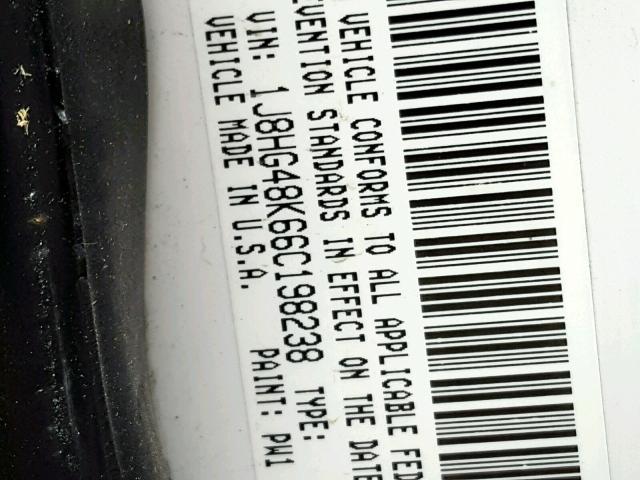 VEHICLE CONFORMS TO ALL APPLICABLE FED
VENTION STANDARDS IN EFFECT ON THE DATE
VIN: 1J8HG48K66C198238 TYPE:
VEHICLE MADE IN U.S.A. PAINT: PW1